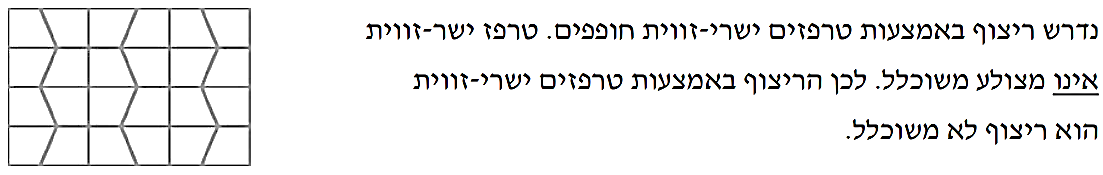 נדרש ריצוף באמצעות טרפזים ישרי-זווית חופפים. טרפז ישר-זווית
אינו מצולע משוכלל. לכן הריצוף באמצעות טרפזים ישרי-זווית
הוא ריצוף לא משוכלל.